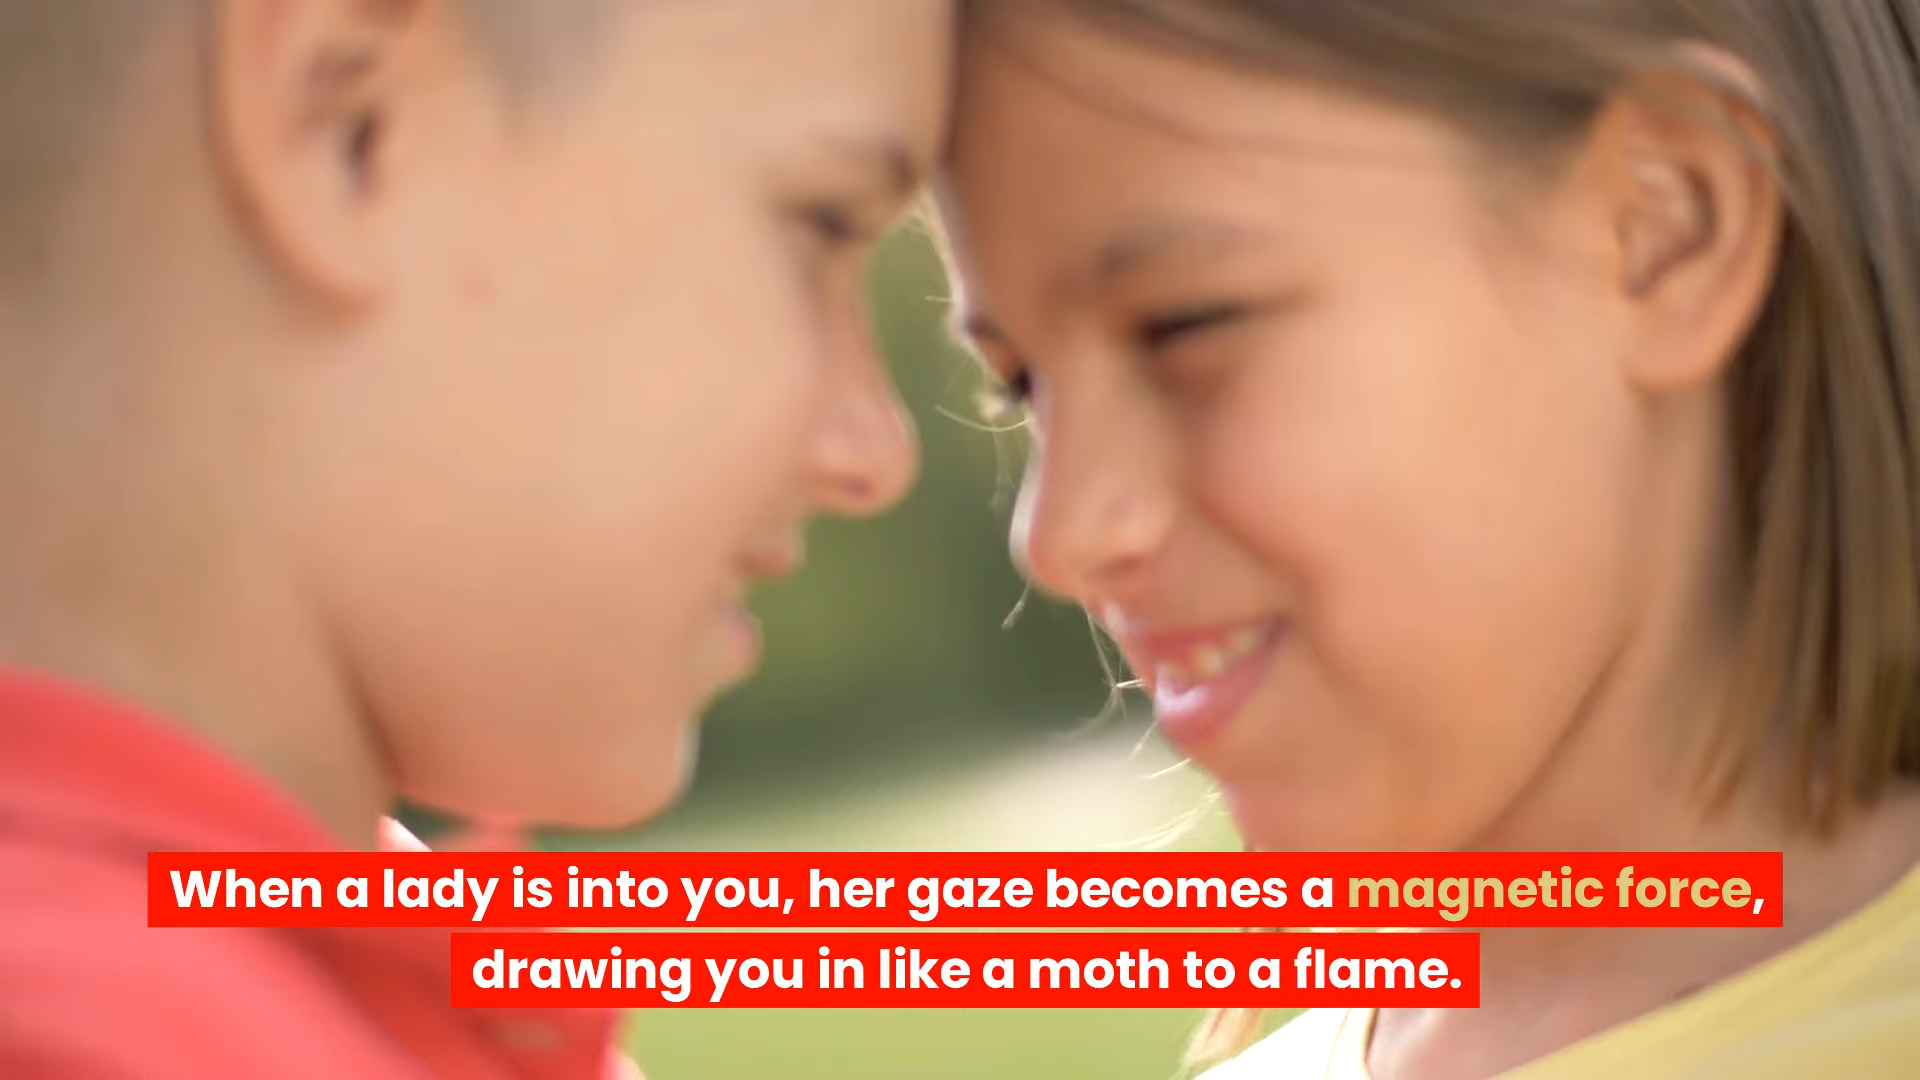 When a lady is into you, her gaze becomes a magnetic force,
drawing you in like a moth to a flame.